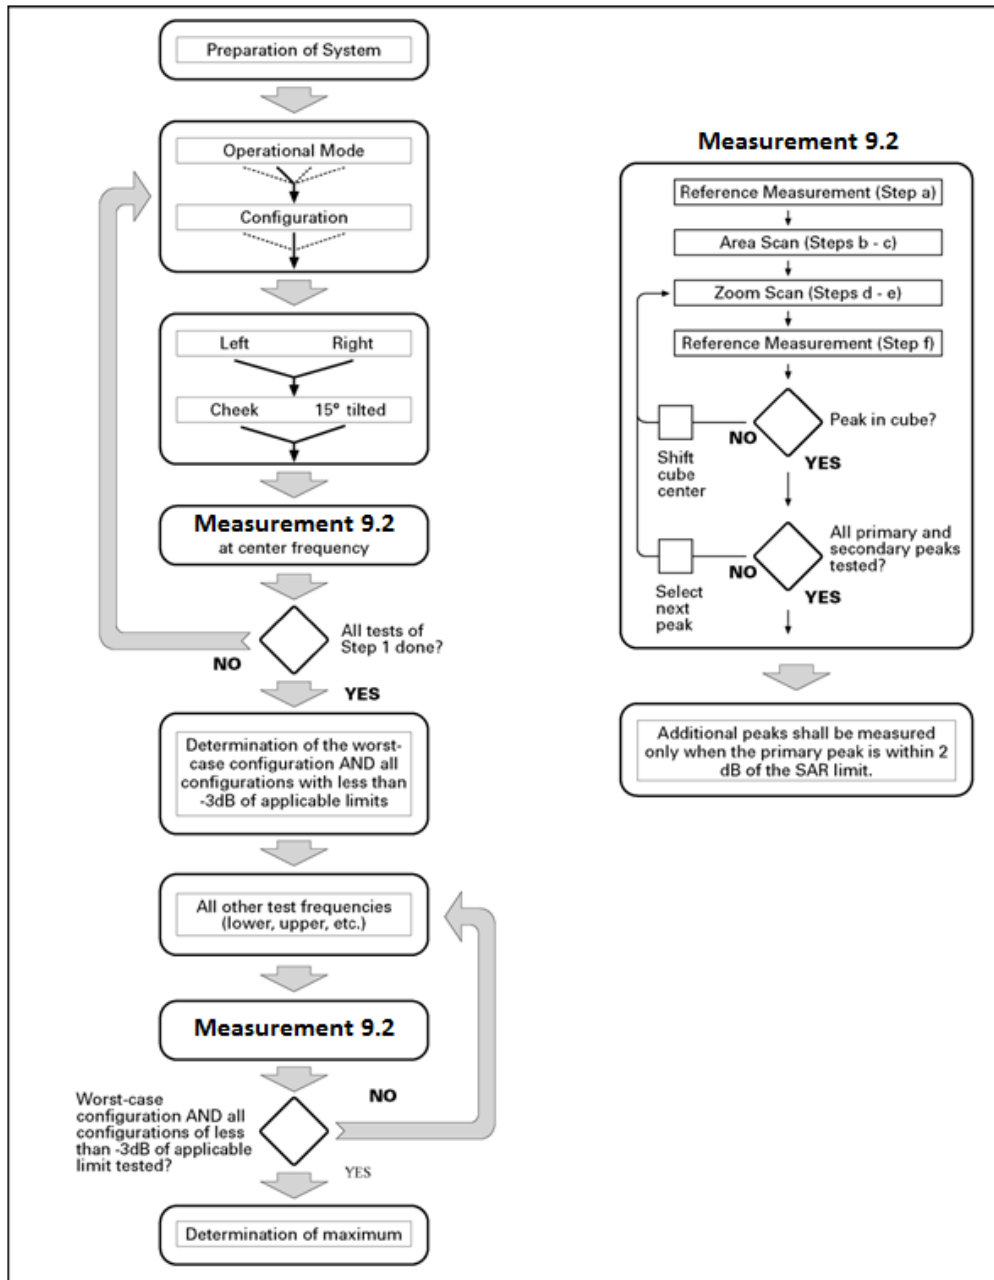 Preparation of System
Operational Mode
Configuration
Left Right
Cheek 15° tilted
Measurement 9.2
at center frequency
All tests of
Step 1 done?
NO
YES
Determination of the worst-
case configuration AND all
configurations with less than
-3dB of applicable limits
All other test frequencies
(lower, upper, etc.)
Measurement 9.2
NO
Worst-case
configuration AND all
configurations of less
than -3dB of applicable
limit tested?
YES
Determination of maximum
Measurement 9.2
Reference Measurement (Step a)
Area Scan (Steps b - c)
Zoom Scan (Steps d - e)
Reference Measurement (Step f)
Peak in cube?
NO
YES
Shift
cube
center
All primary and
secondary peaks
tested?
NO
YES
Select
next
peak
Additional peaks shall be measured
only when the primary peak is within 2
dB of the SAR limit.